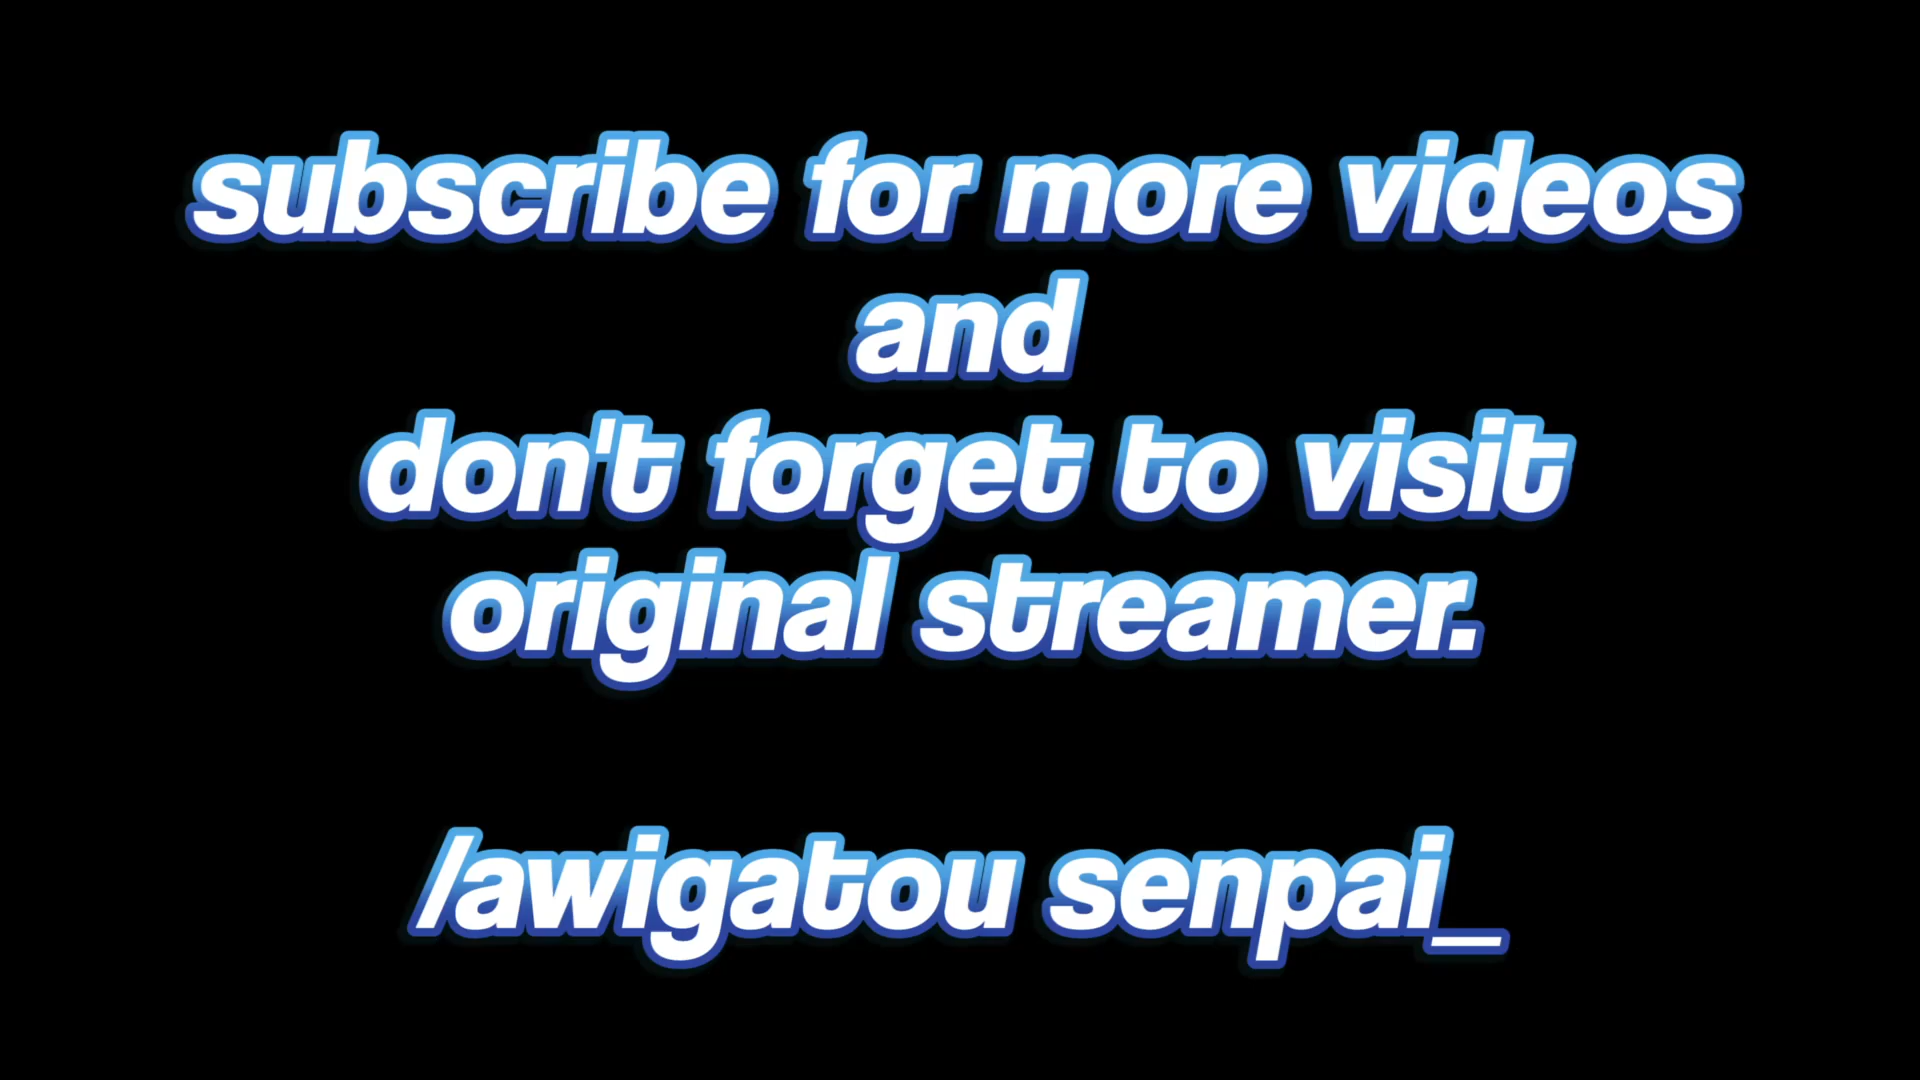 subscribe for more videos
and
don't forget to visit
original streamer.
/awigatou senpai_